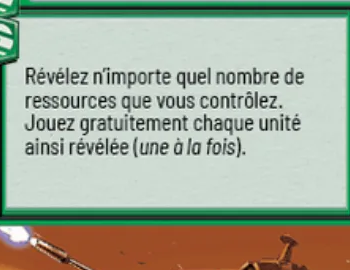 Révélez n'importe quel nombre de
ressources que vous contrôlez.
Jouez gratuitement chaque unité
ainsi révélée (une à la fois).